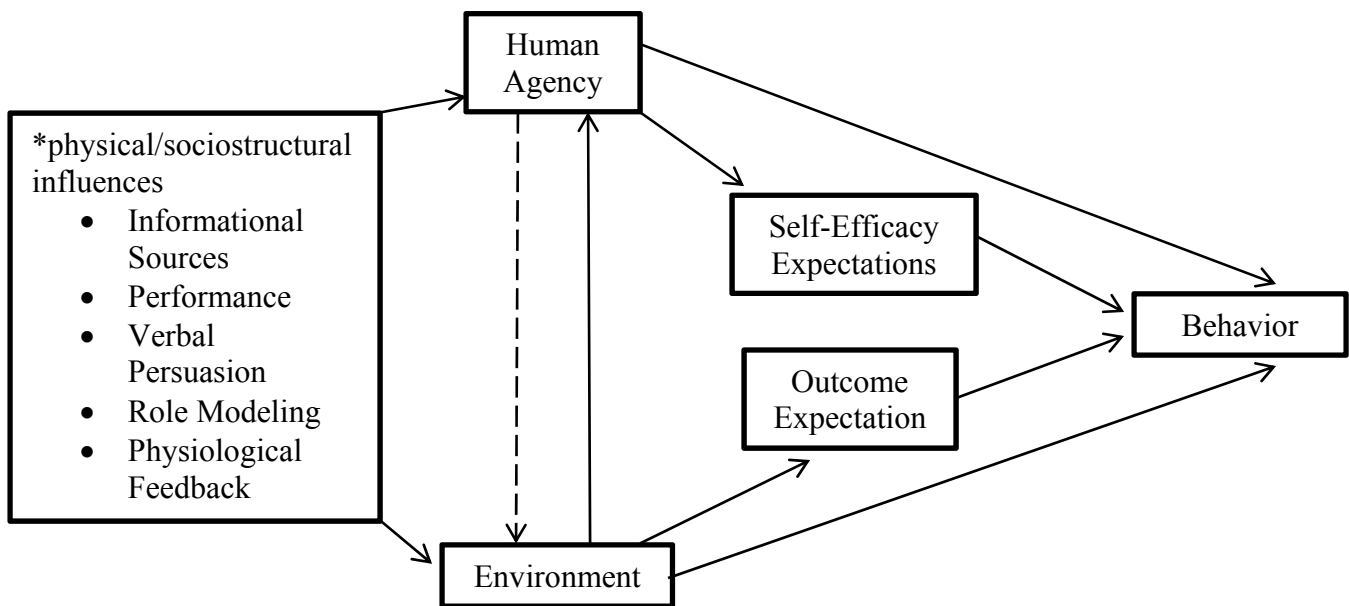 Human
Agency
*physical/sociostructural
influences
• Informational
Sources
• Performance
• Verbal
Persuasion
• Role Modeling
• Physiological
Feedback
Self-Efficacy
Expectations
Behavior
Outcome
Expectation
Environment